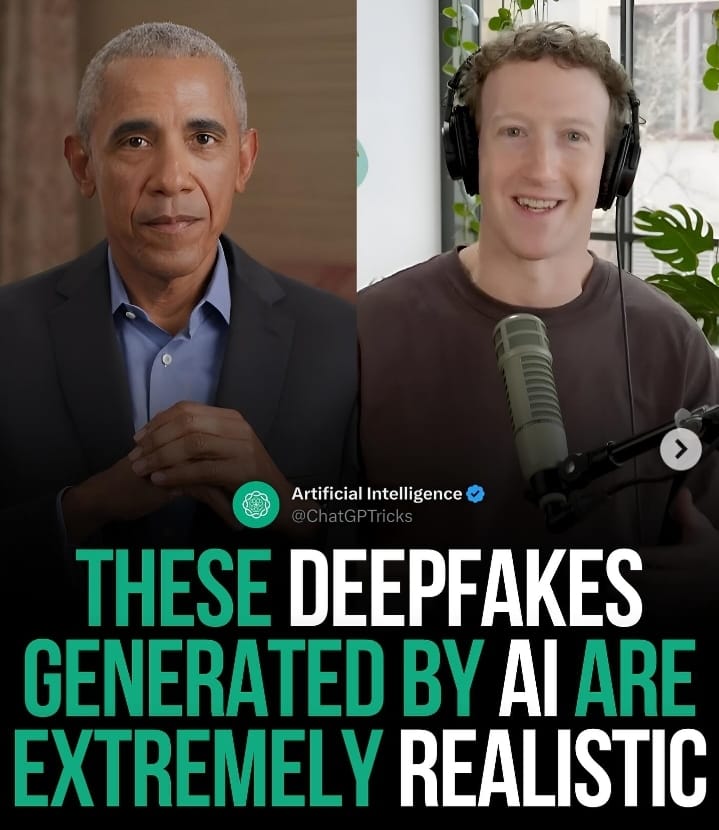 Artificial Intelligence
@ChatGPTricks
THESE DEEPFAKES
GENERATED BY AI ARE
EXTREMELY REALISTIC